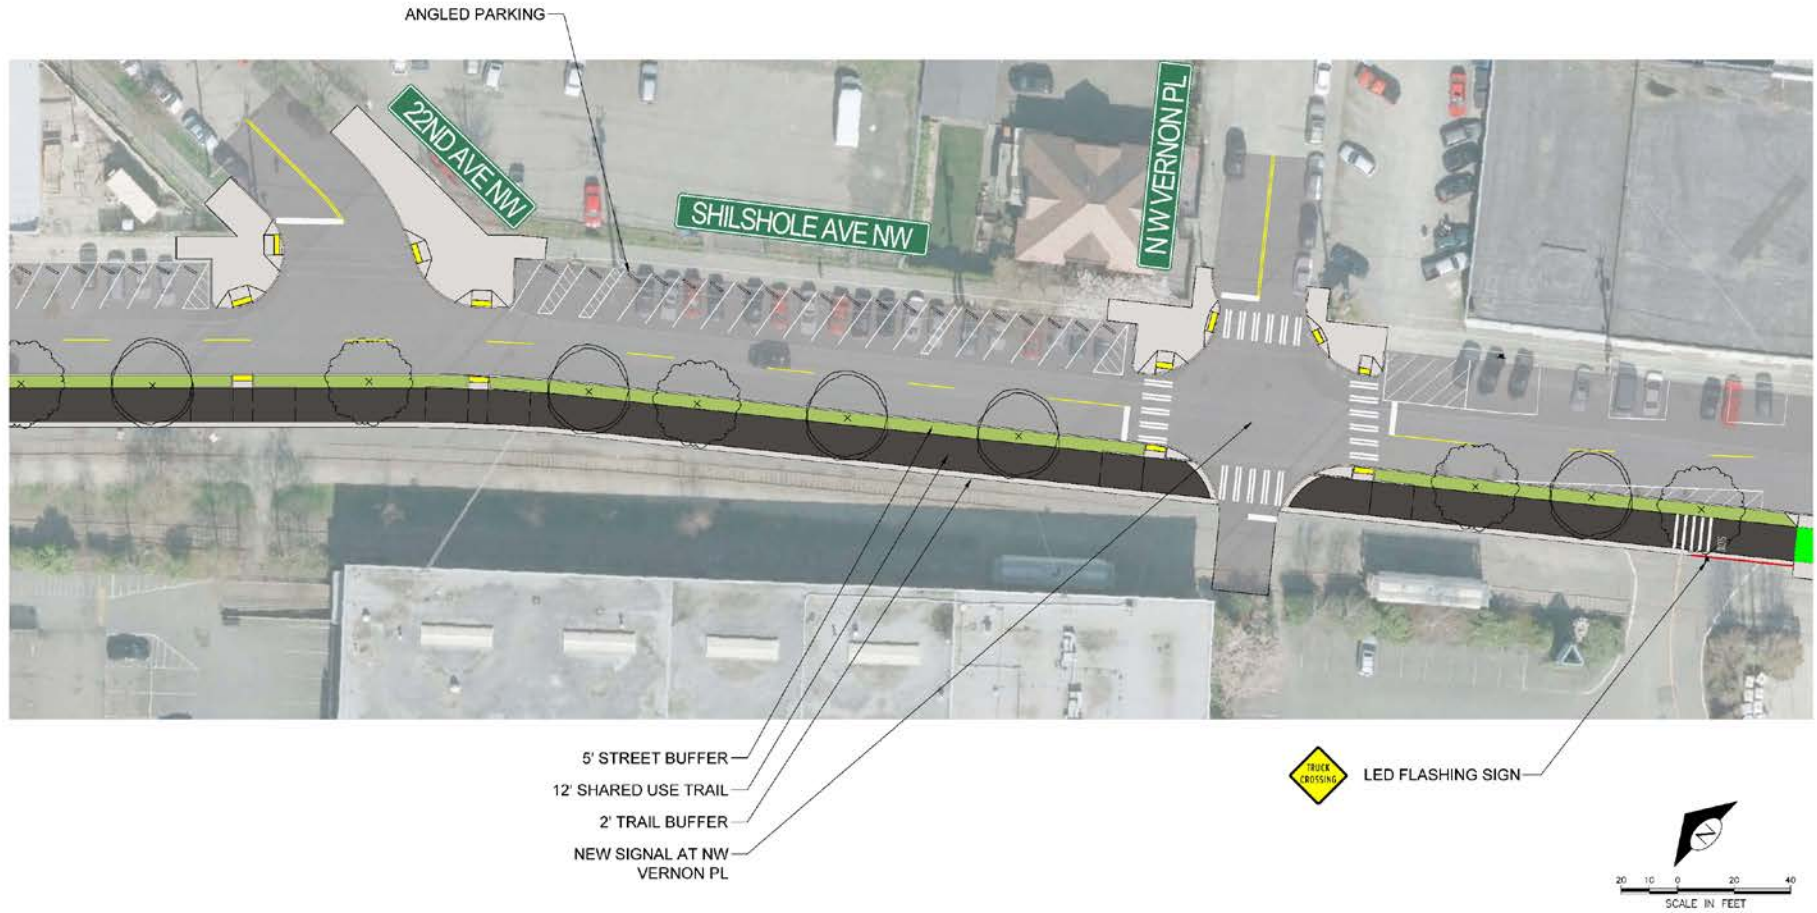 ANGLED PARKING
22ND AVE NW
SHILSHOLE AVE NW
NW VERNON PL
5' STREET BUFFER
12' SHARED USE TRAIL
2' TRAIL BUFFER
NEW SIGNAL AT NW
VERNON PL
TRUCK
CROSSING
LED FLASHING SIGN
N
20 10 0 20 40
SCALE IN FEET